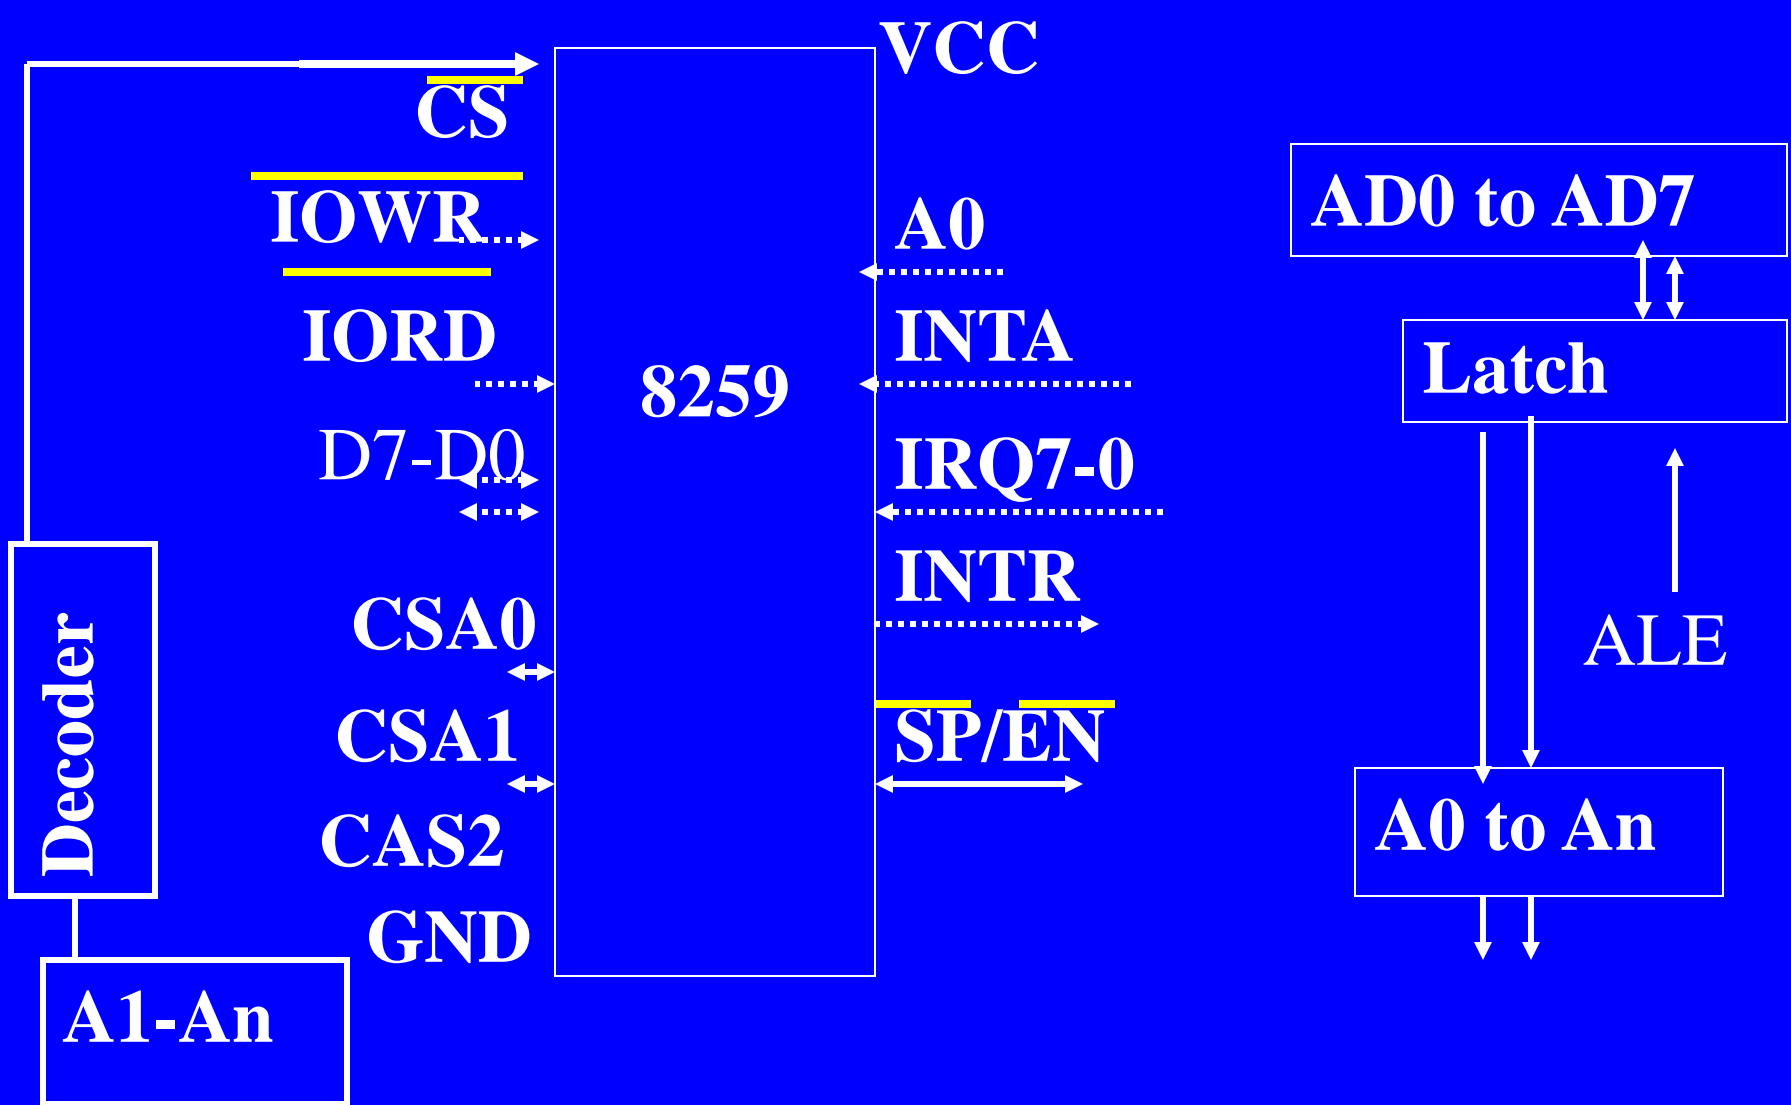 VCC
CS
IOWR
IORD
D7-D0
CSA0
CSA1
CAS2
GND
8259
A0
INTA
IRQ7-0
INTR
SP/EN
Decoder
A1-An
AD0 to AD7
Latch
ALE
A0 to An